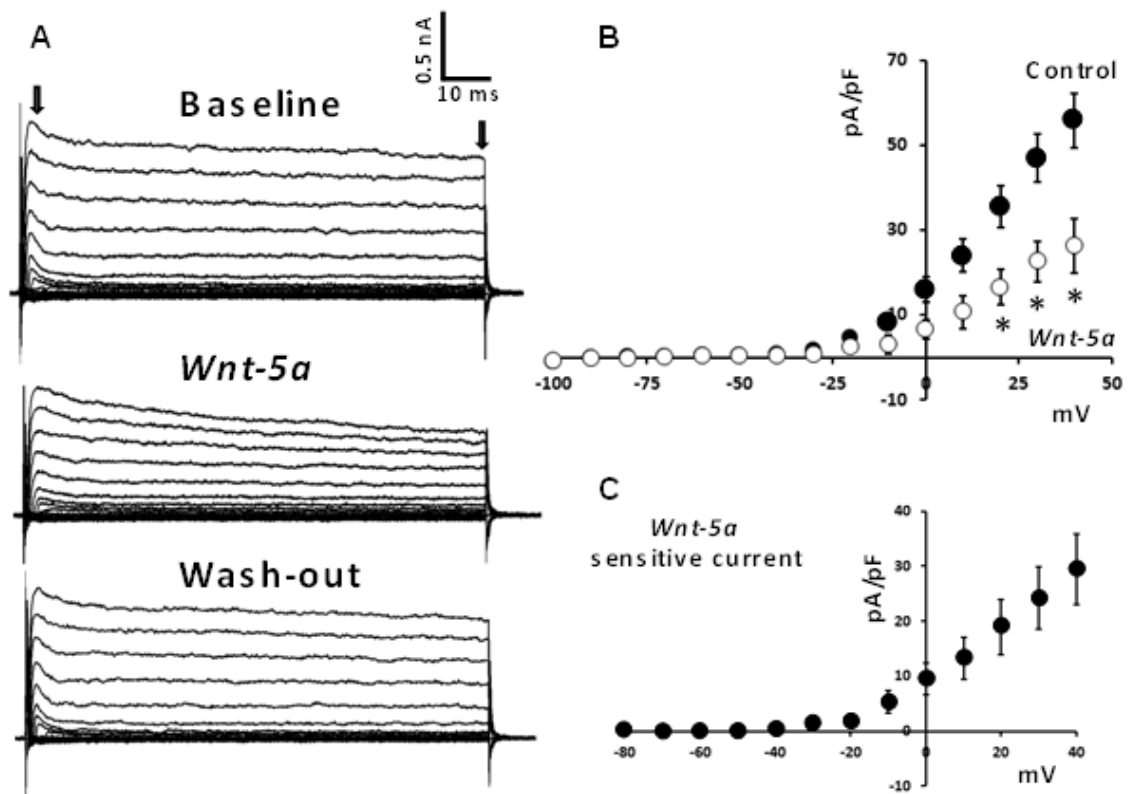 A
0.5 nA
10 ms
Baseline
Wnt-5a
Wash-out
B
pA/pF
70
50
30
10
-10
Control
*
*
*
Wnt-5a
-100
-75
-50
-25
0
25
50
mV
C
Wnt-5a
sensitive current
pA/pF
40
30
20
10
0
-10
-80
-60
-40
-20
0
20
40
mV